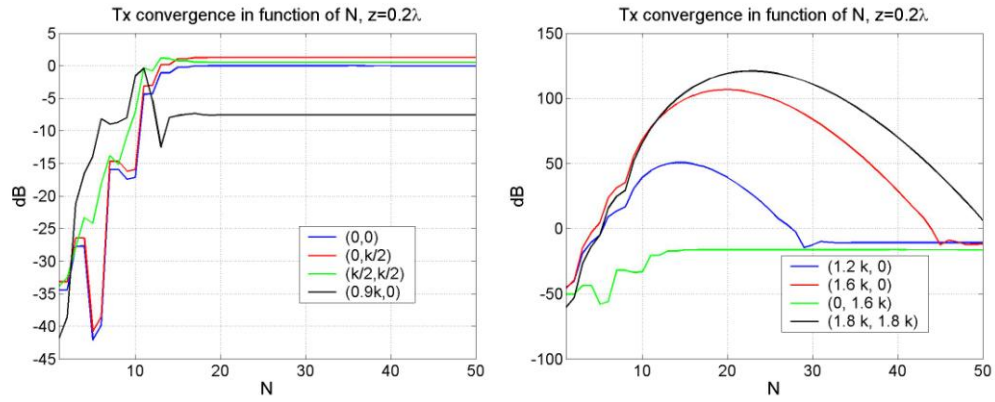 Tx convergence in function of N, z=0.2λ
5
0
-5
-10
-15
-20
-25
-30
-35
-40
-45
dB
10
20
30
40
50
N
(0,0)
(0,k/2)
(k/2,k/2)
(0.9k,0)
Tx convergence in function of N, z=0.2λ
150
100
50
0
-50
-100
dB
10
20
30
40
50
N
(1.2 k, 0)
(1.6 k, 0)
(0, 1.6 k)
(1.8 k, 1.8 k)